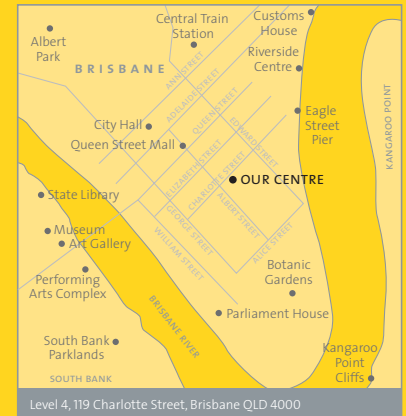 Central Train
Station
Customs
House
Albert
Park
Riverside
Centre
BRISBANE
ANN STREET
ADELAIDE STREET
QUEEN STREET
EDWARD STREET
KANGAROO POINT
Eagle
Street
Pier
City Hall
Queen Street Mall
ELIZABETH STREET
CHARLOTTE STREET
OUR CENTRE
State Library
ALBERT STREET
GEORGE STREET
Museum
Art Gallery
WILLIAM STREET
ALICE STREET
Performing
Arts Complex
Botanic
Gardens
BRISBANE RIVER
Parliament House
South Bank
Parklands
Kangaroo
Point
Cliffs
SOUTH BANK
Level 4, 119 Charlotte Street, Brisbane QLD 4000